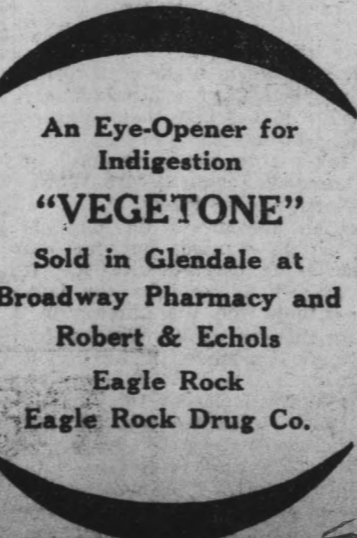 An Eye-Opener for
Indigestion
“VEGETONE”
Sold in Glendale at
Broadway Pharmacy and
Robert & Echols
Eagle Rock
Eagle Rock Drug Co.